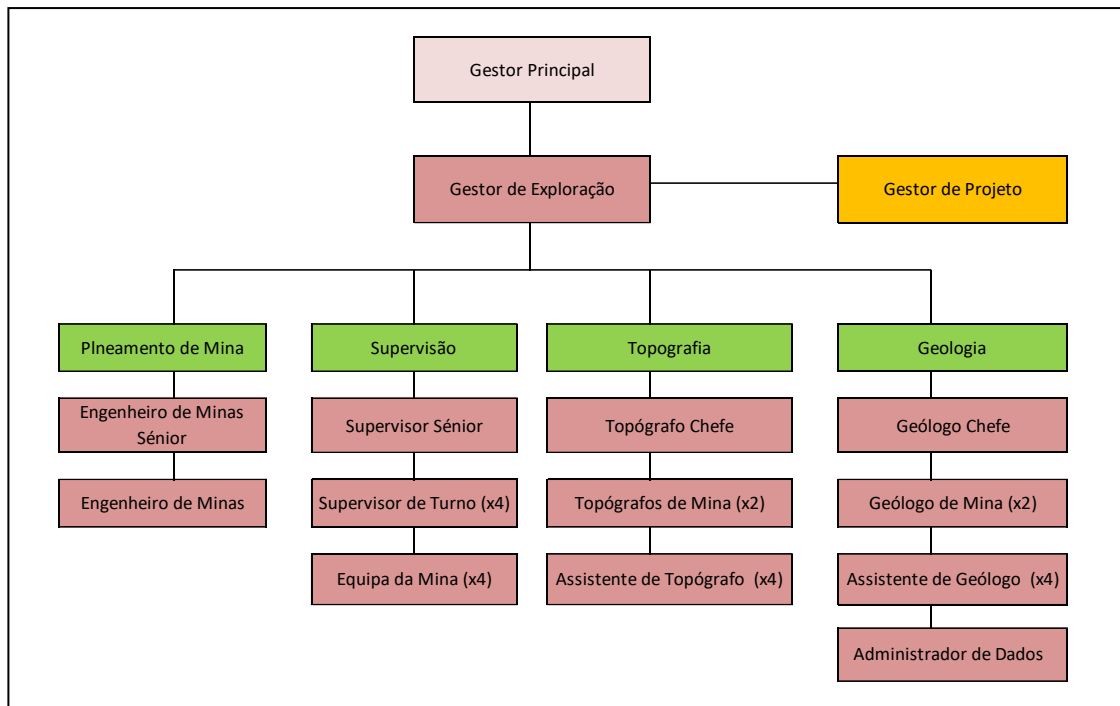 Gestor Principal
Gestor de Exploração
Gestor de Projeto
Plneamento de Mina
Supervisão
Topografia
Geologia
Engenheiro de Minas
Sénior
Supervisor Sénior
Topógrafo Chefe
Geólogo Chefe
Engenheiro de Minas
Supervisor de Turno (x4)
Topógrafos de Mina (x2)
Geólogo de Mina (x2)
Equipa da Mina (x4)
Assistente de Topógrafo (x4)
Assistente de Geólogo (x4)
Administrador de Dados